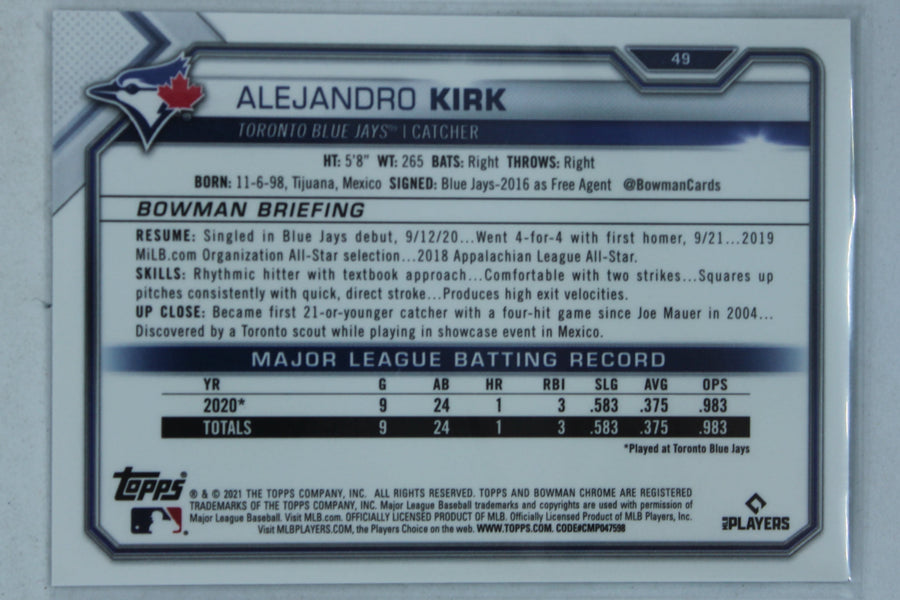 49
ALEJANDRO KIRK
TORONTO BLUE JAYS™ | CATCHER
HT: 5'8" WT: 265 BATS: Right THROWS: Right
BORN: 11-6-98, Tijuana, Mexico SIGNED: Blue Jays-2016 as Free Agent @BowmanCards
BOWMAN BRIEFING
RESUME: Singled in Blue Jays debut, 9/12/20...Went 4-for-4 with first homer, 9/21...2019
MiLB.com Organization All-Star selection...2018 Appalachian League All-Star.
SKILLS: Rhythmic hitter with textbook approach...Comfortable with two strikes...Squares up
pitches consistently with quick, direct stroke...Produces high exit velocities.
UP CLOSE: Became first 21-or-younger catcher with a four-hit game since Joe Mauer in 2004...
Discovered by a Toronto scout while playing in showcase event in Mexico.
MAJOR LEAGUE BATTING RECORD
YR G AB HR RBI SLG AVG OPS
2020* 9 24 1 3 .583 .375 .983
TOTALS 9 24 1 3 .583 .375 .983
*Played at Toronto Blue Jays
topps
® & © 2021 THE TOPPS COMPANY, INC. ALL RIGHTS RESERVED. TOPPS AND BOWMAN CHROME ARE REGISTERED
TRADEMARKS OF THE TOPPS COMPANY, INC. Major League Baseball trademarks and copyrights are used with permission of
Major League Baseball. Visit MLB.com. OFFICIALLY LICENSED PRODUCT OF MLB. Officially Licensed Product of MLB Players, Inc.
Visit MLBPLAYERS.COM, the Players Choice on the web. WWW.TOPPS.COM. CODE#CMP047598
MLB PLAYERS